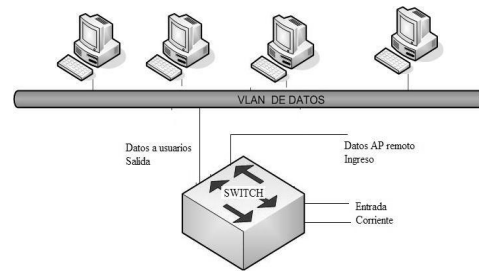 VLAN DE DATOS
Datos a usuarios
Salida
Datos AP remoto
Ingreso
SWITCH
Entrada
Corriente